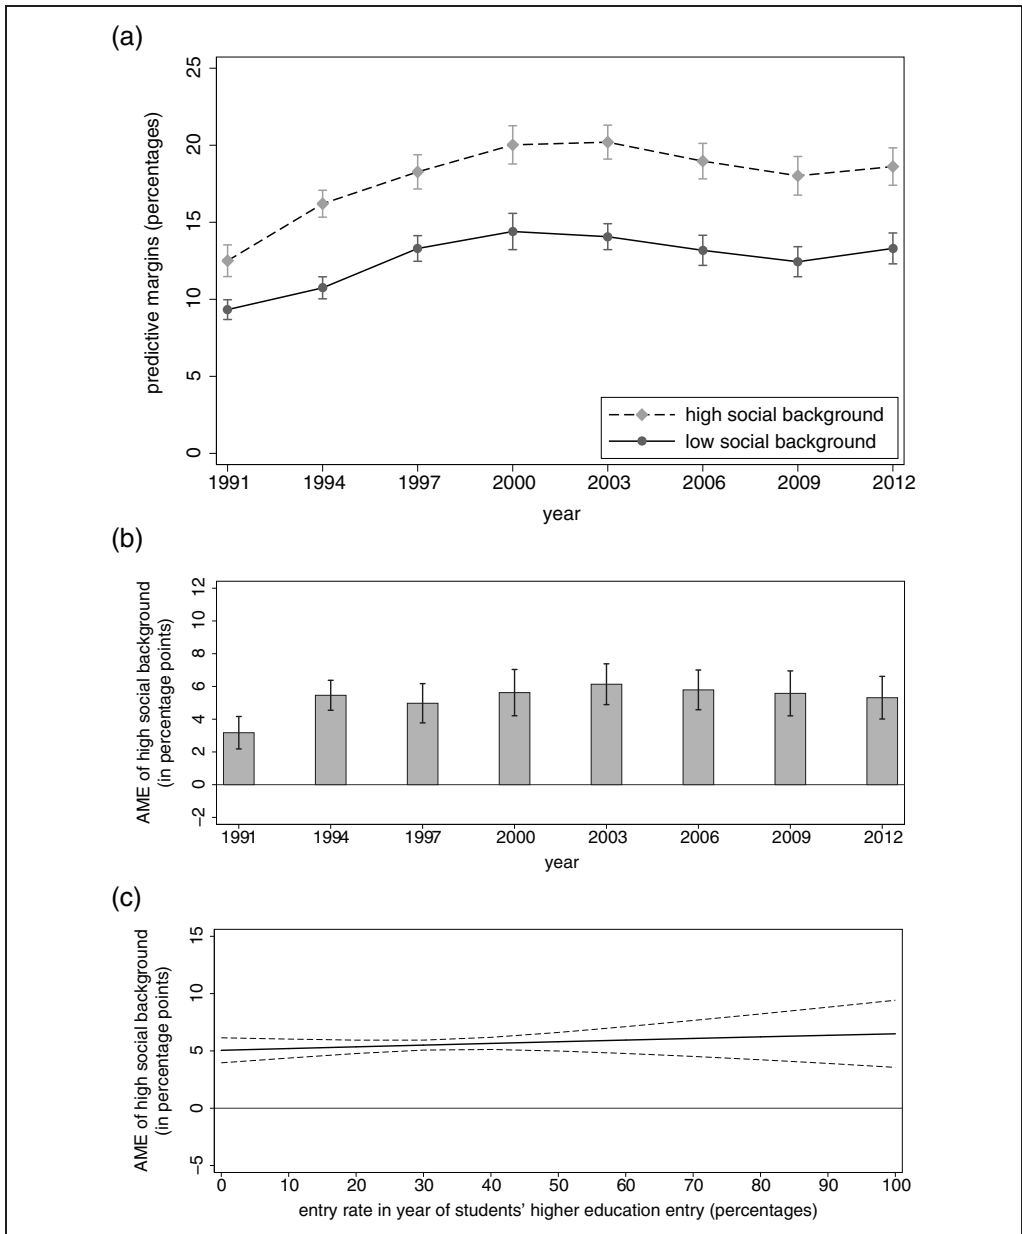 (a)
predictive margins (percentages)
25
20
15
10
5
0
high social background
low social background
1991 1994 1997 2000 2003 2006 2009 2012
year
(b)
AME of high social background
(in percentage points)
12
10
8
6
4
2
0
−2
1991 1994 1997 2000 2003 2006 2009 2012
year
(c)
AME of high social background
(in percentage points)
15
10
5
0
−5
0 10 20 30 40 50 60 70 80 90 100
entry rate in year of students’ higher education entry (percentages)